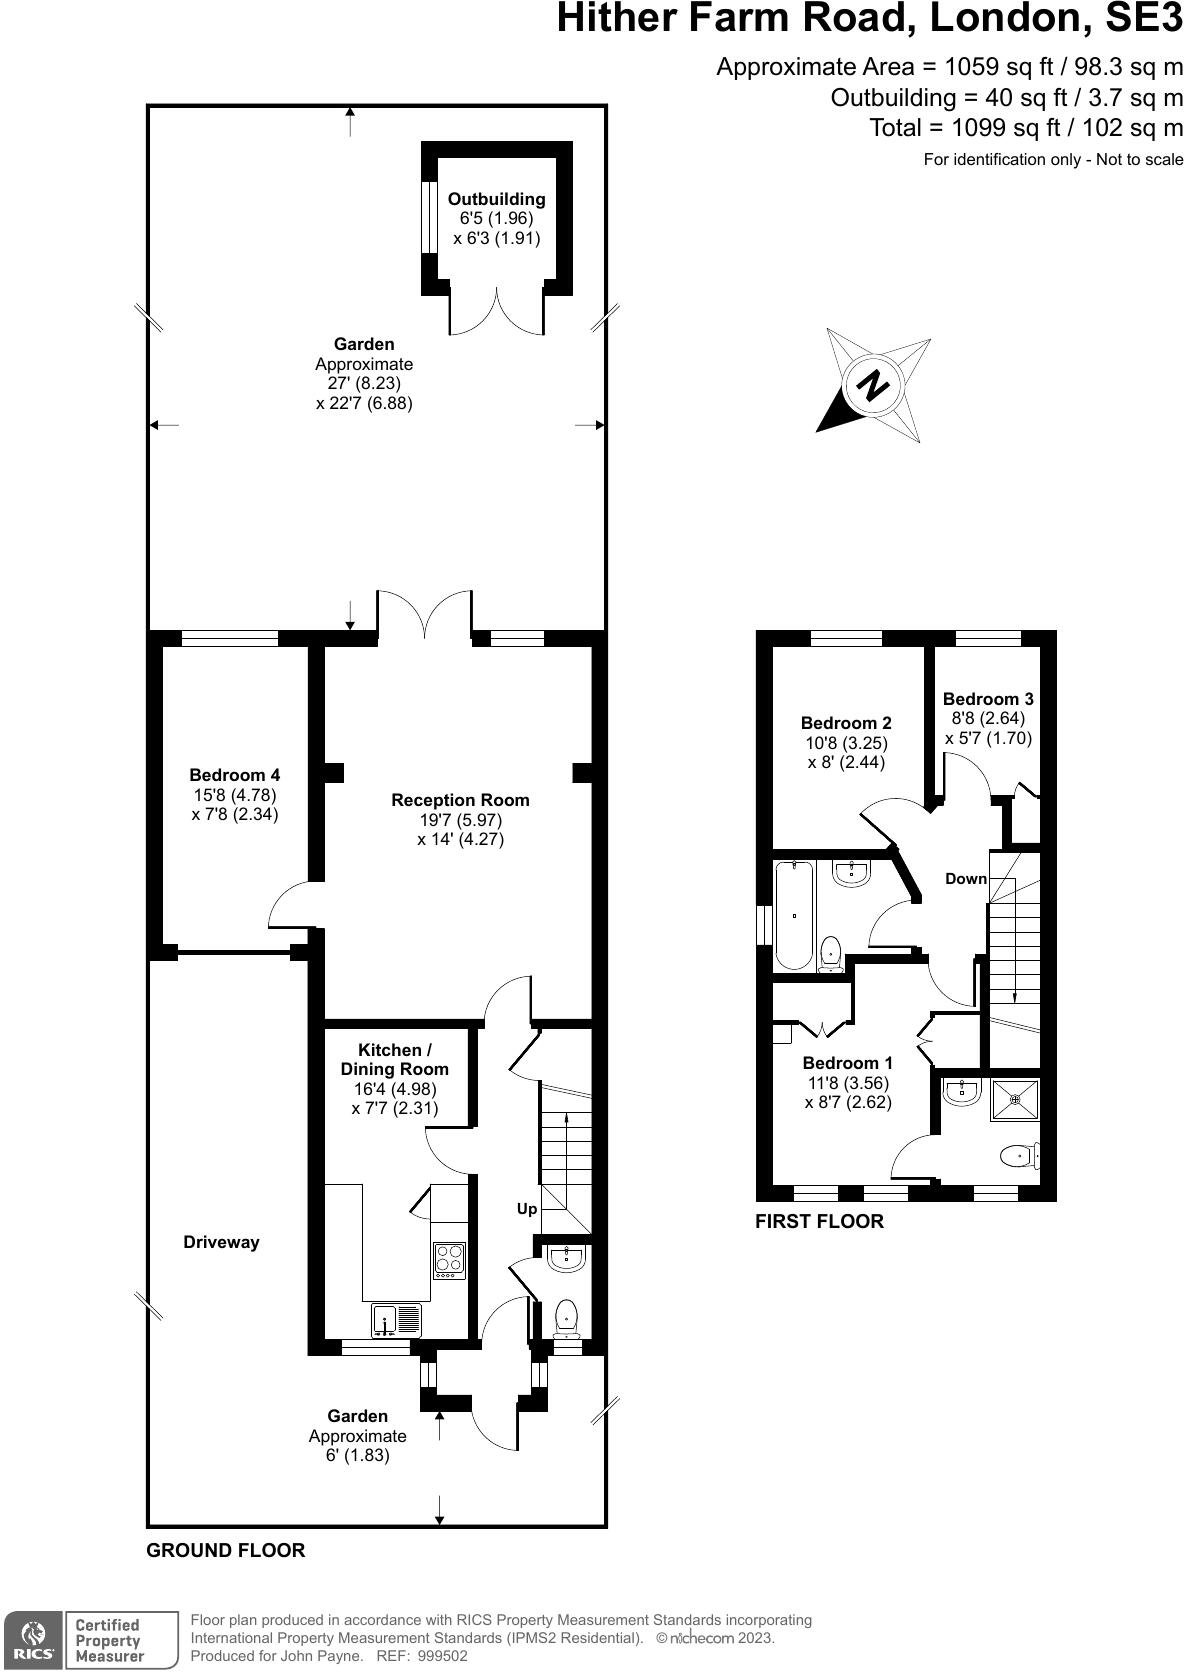 Hither Farm Road, London, SE3
Approximate Area = 1059 sq ft / 98.3 sq m
Outbuilding = 40 sq ft / 3.7 sq m
Total = 1099 sq ft / 102 sq m
For identification only - Not to scale
Outbuilding
6'5 (1.96)
x 6'3 (1.91)
Garden
Approximate
27' (8.23)
x 22'7 (6.88)
N
Bedroom 4
15'8 (4.78)
x 7'8 (2.34)
Reception Room
19'7 (5.97)
x 14' (4.27)
Kitchen /
Dining Room
16'4 (4.98)
x 7'7 (2.31)
Up
Driveway
Garden
Approximate
6' (1.83)
GROUND FLOOR
Bedroom 2
10'8 (3.25)
x 8' (2.44)
Bedroom 3
8'8 (2.64)
x 5'7 (1.70)
Down
Bedroom 1
11'8 (3.56)
x 8'7 (2.62)
FIRST FLOOR
RICS
Certified
Property
Measurer
Floor plan produced in accordance with RICS Property Measurement Standards incorporating
International Property Measurement Standards (IPMS2 Residential). © nichecom 2023.
Produced for John Payne. REF: 999502